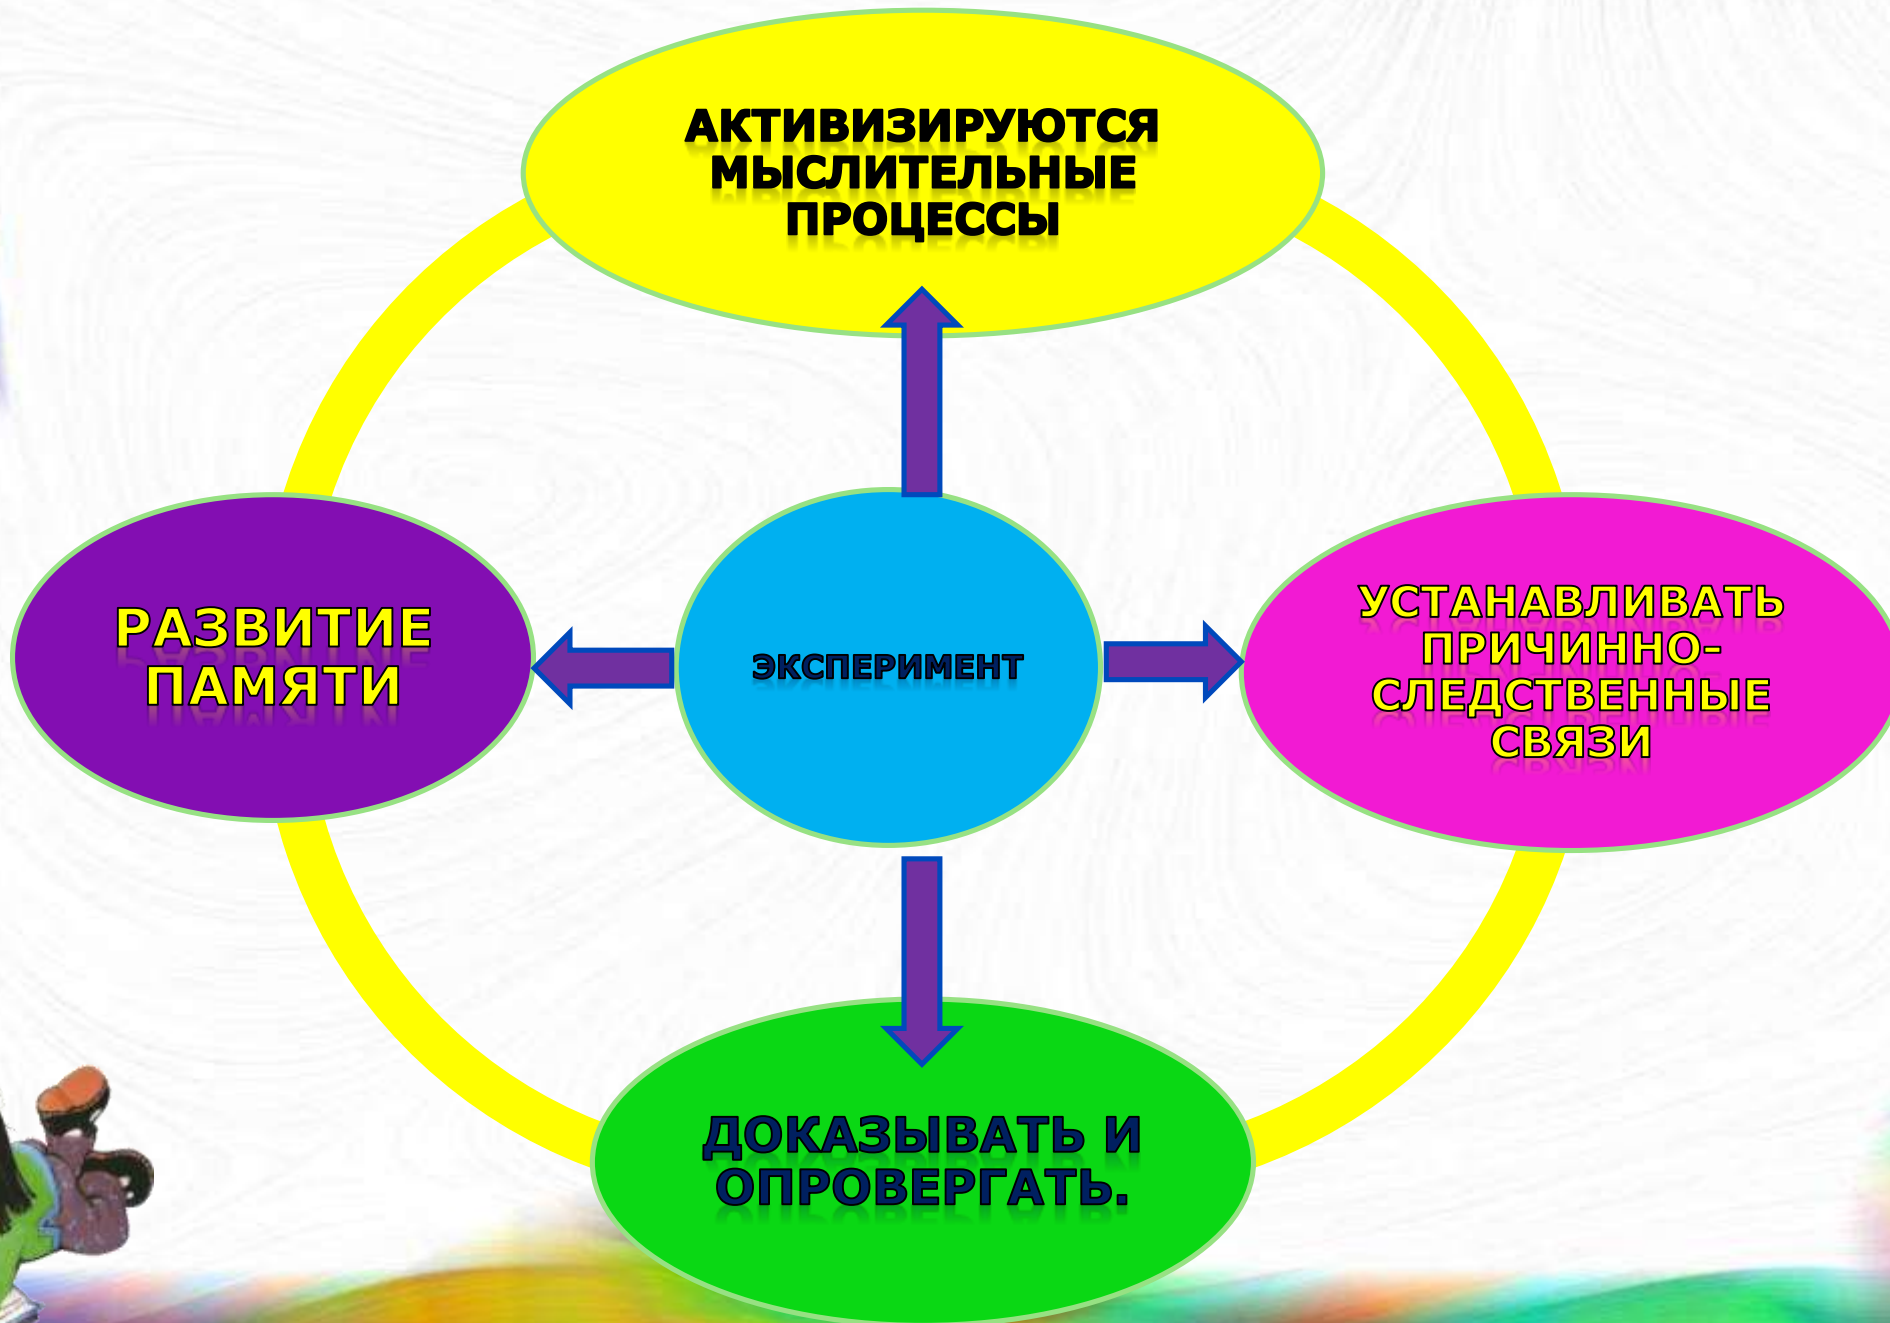 АКТИВИЗИРУЮТСЯ
МЫСЛИТЕЛЬНЫЕ
ПРОЦЕССЫ
РАЗВИТИЕ
ПАМЯТИ
ЭКСПЕРИМЕНТ
УСТАНАВЛИВАТЬ
ПРИЧИННО-
СЛЕДСТВЕННЫЕ
СВЯЗИ
ДОКАЗЫВАТЬ И
ОПРОВЕРГАТЬ.